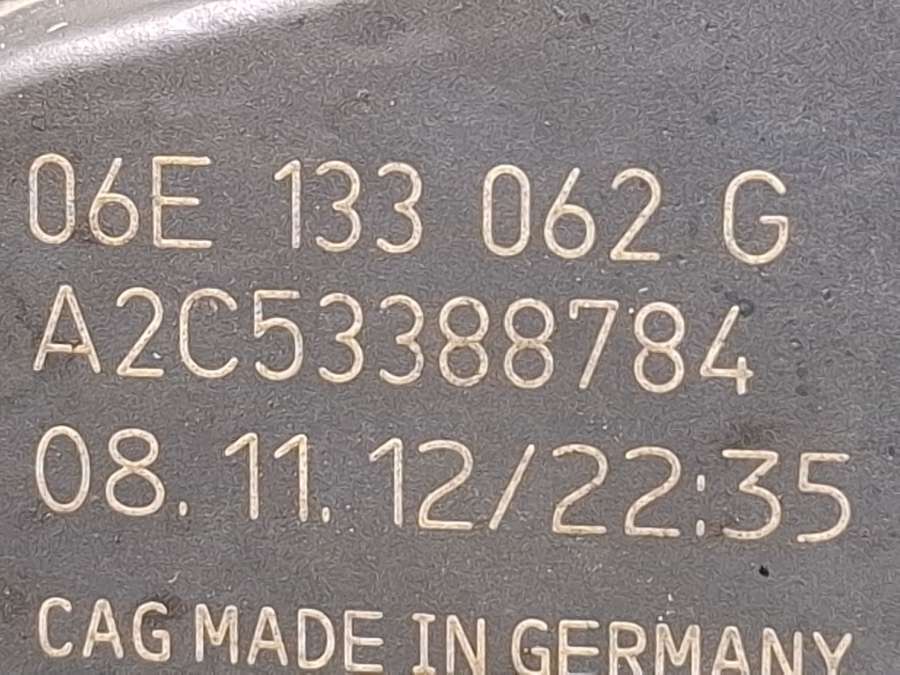 06E 133 062 G
A2C53388784
08.11.12/22:35
CAG MADE IN GERMANY